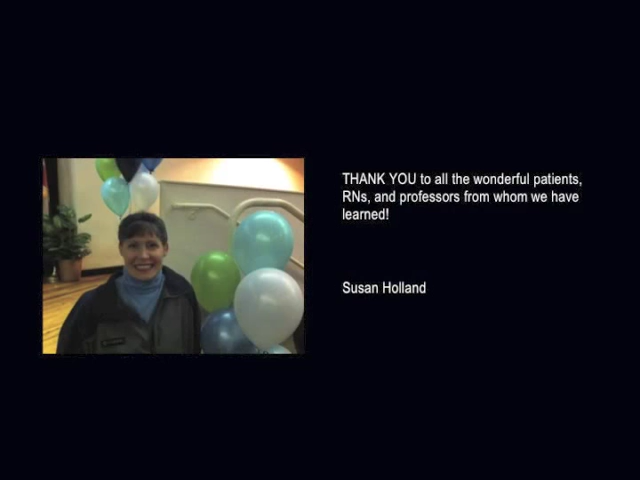 THANK YOU to all the wonderful patients,
RNs, and professors from whom we have
learned!
Susan Holland